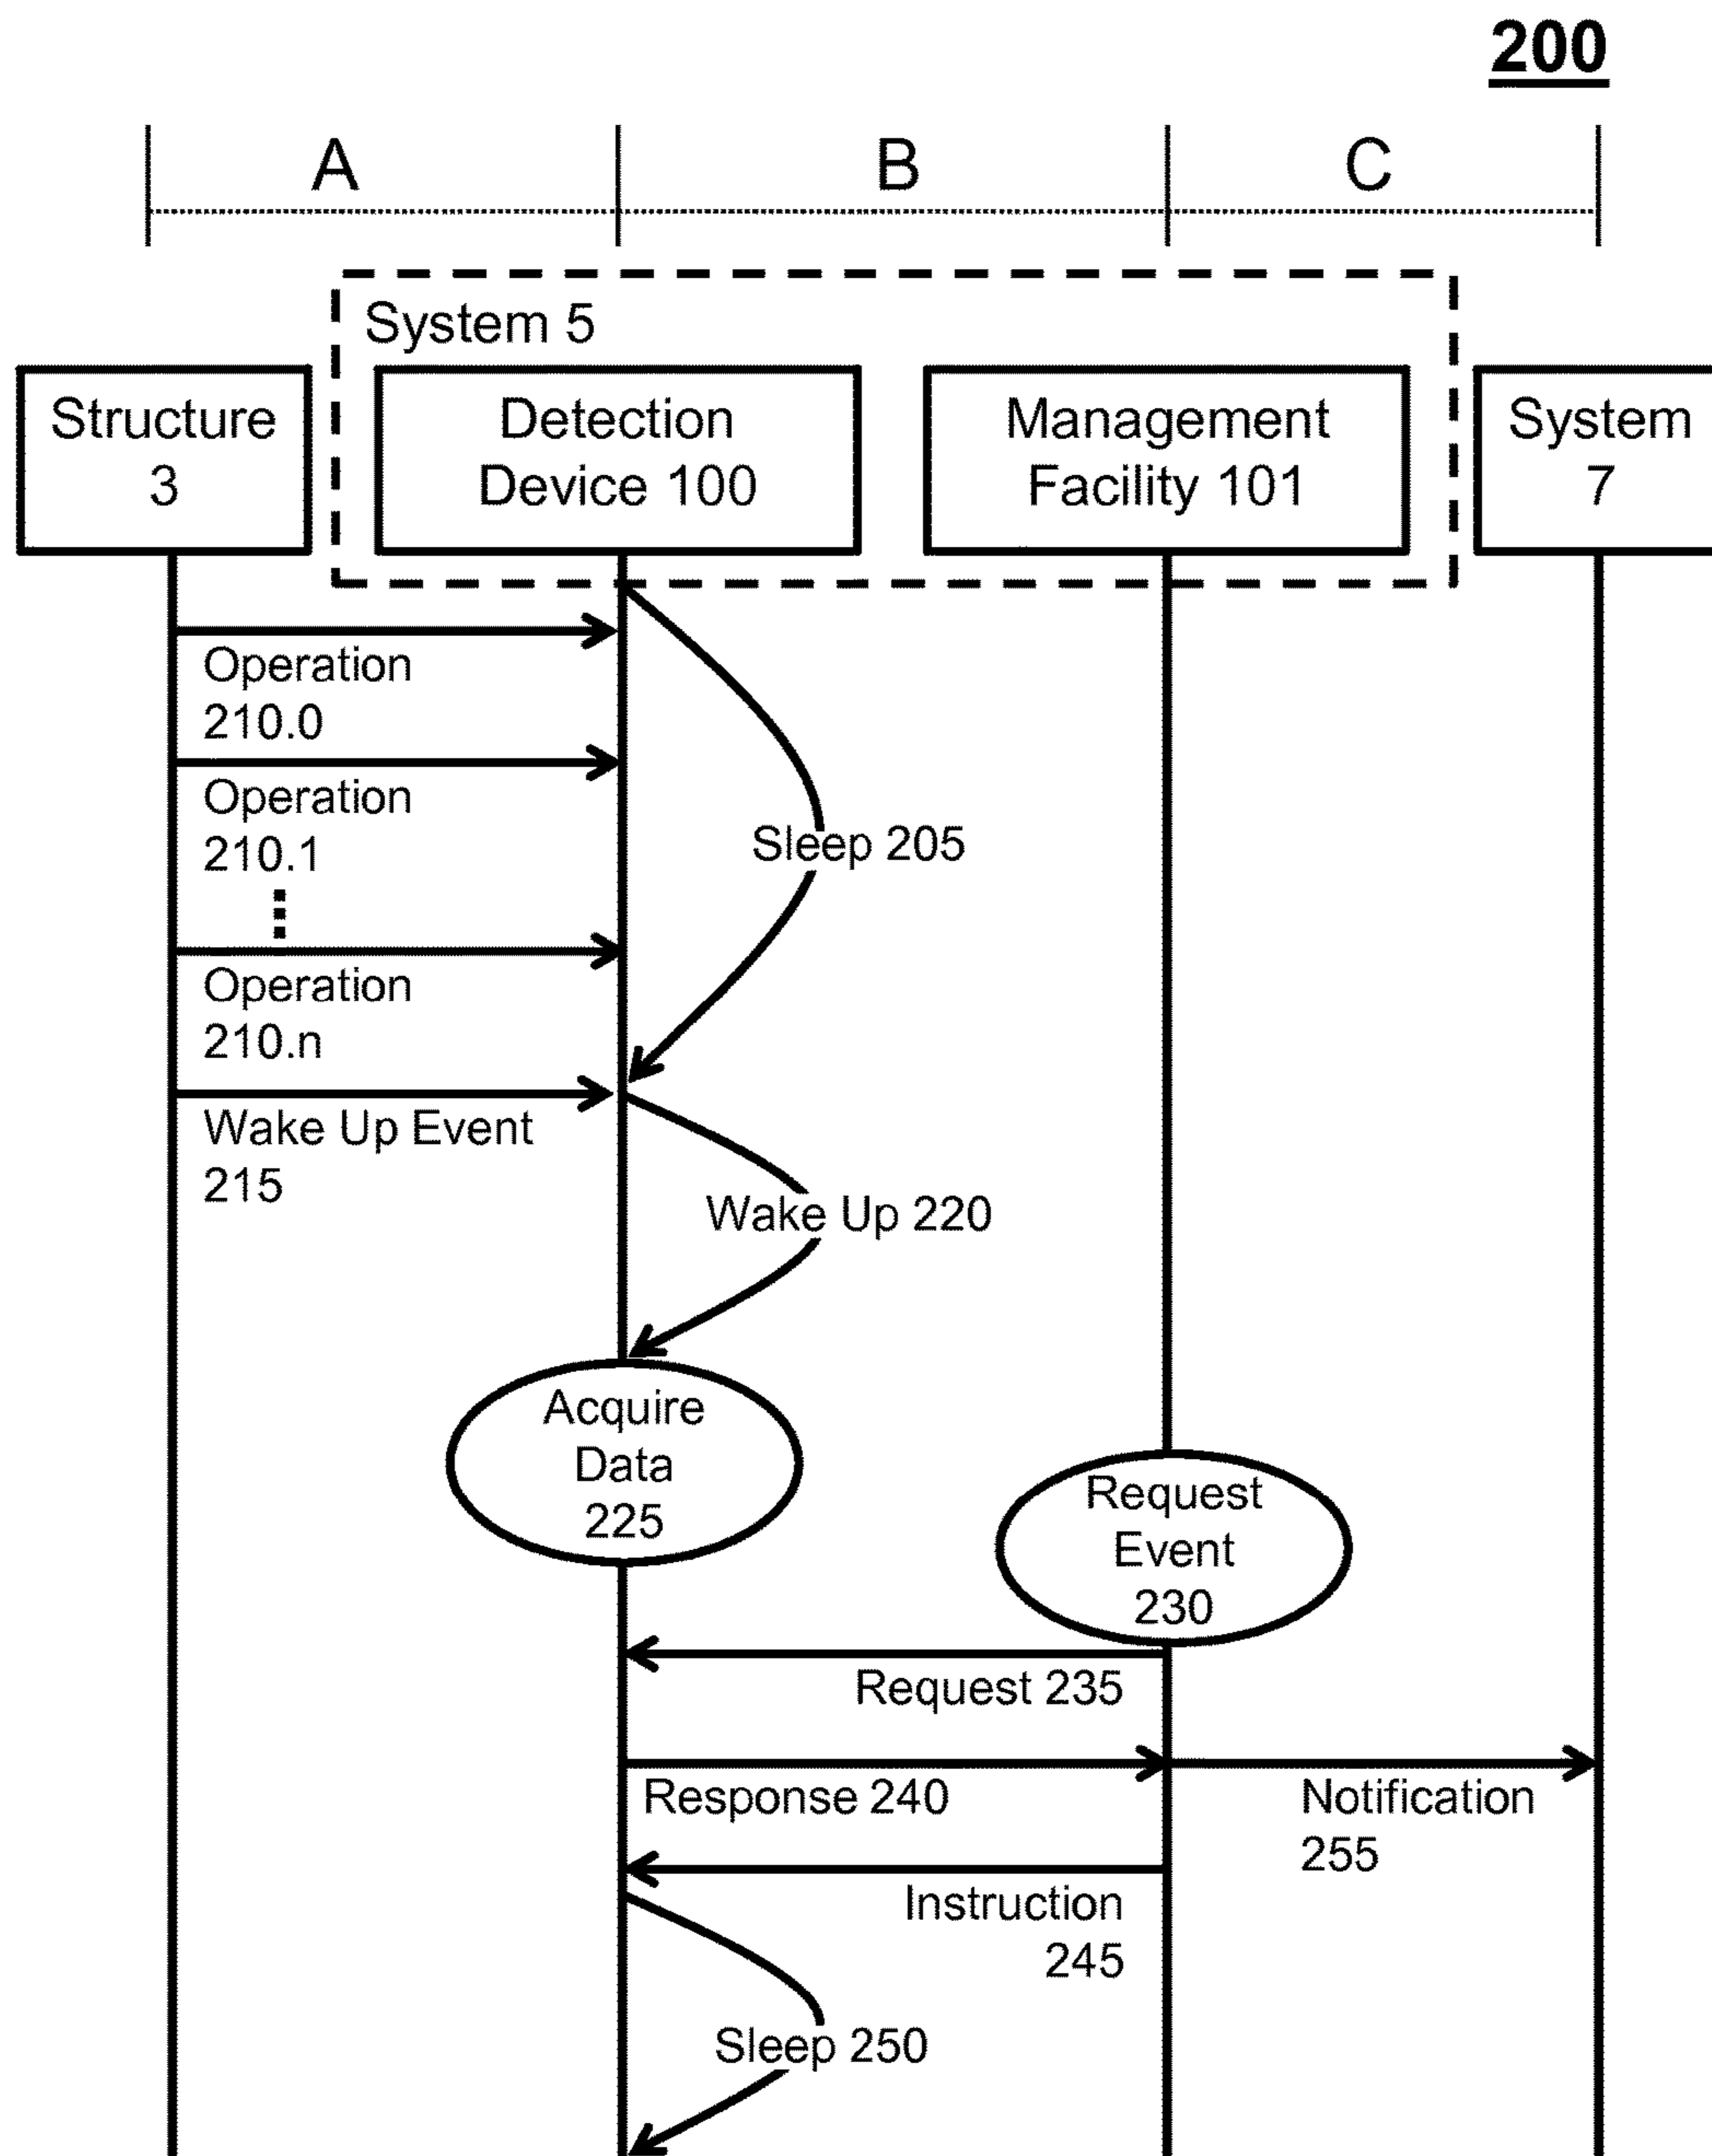 200
A
B
C
System 5
Structure
3
Detection
Device 100
Management
Facility 101
System
7
Operation
210.0
Operation
210.1
Sleep 205
Operation
210.n
Wake Up Event
215
Wake Up 220
Acquire
Data
225
Request
Event
230
Request 235
Response 240
Notification
255
Instruction
245
Sleep 250